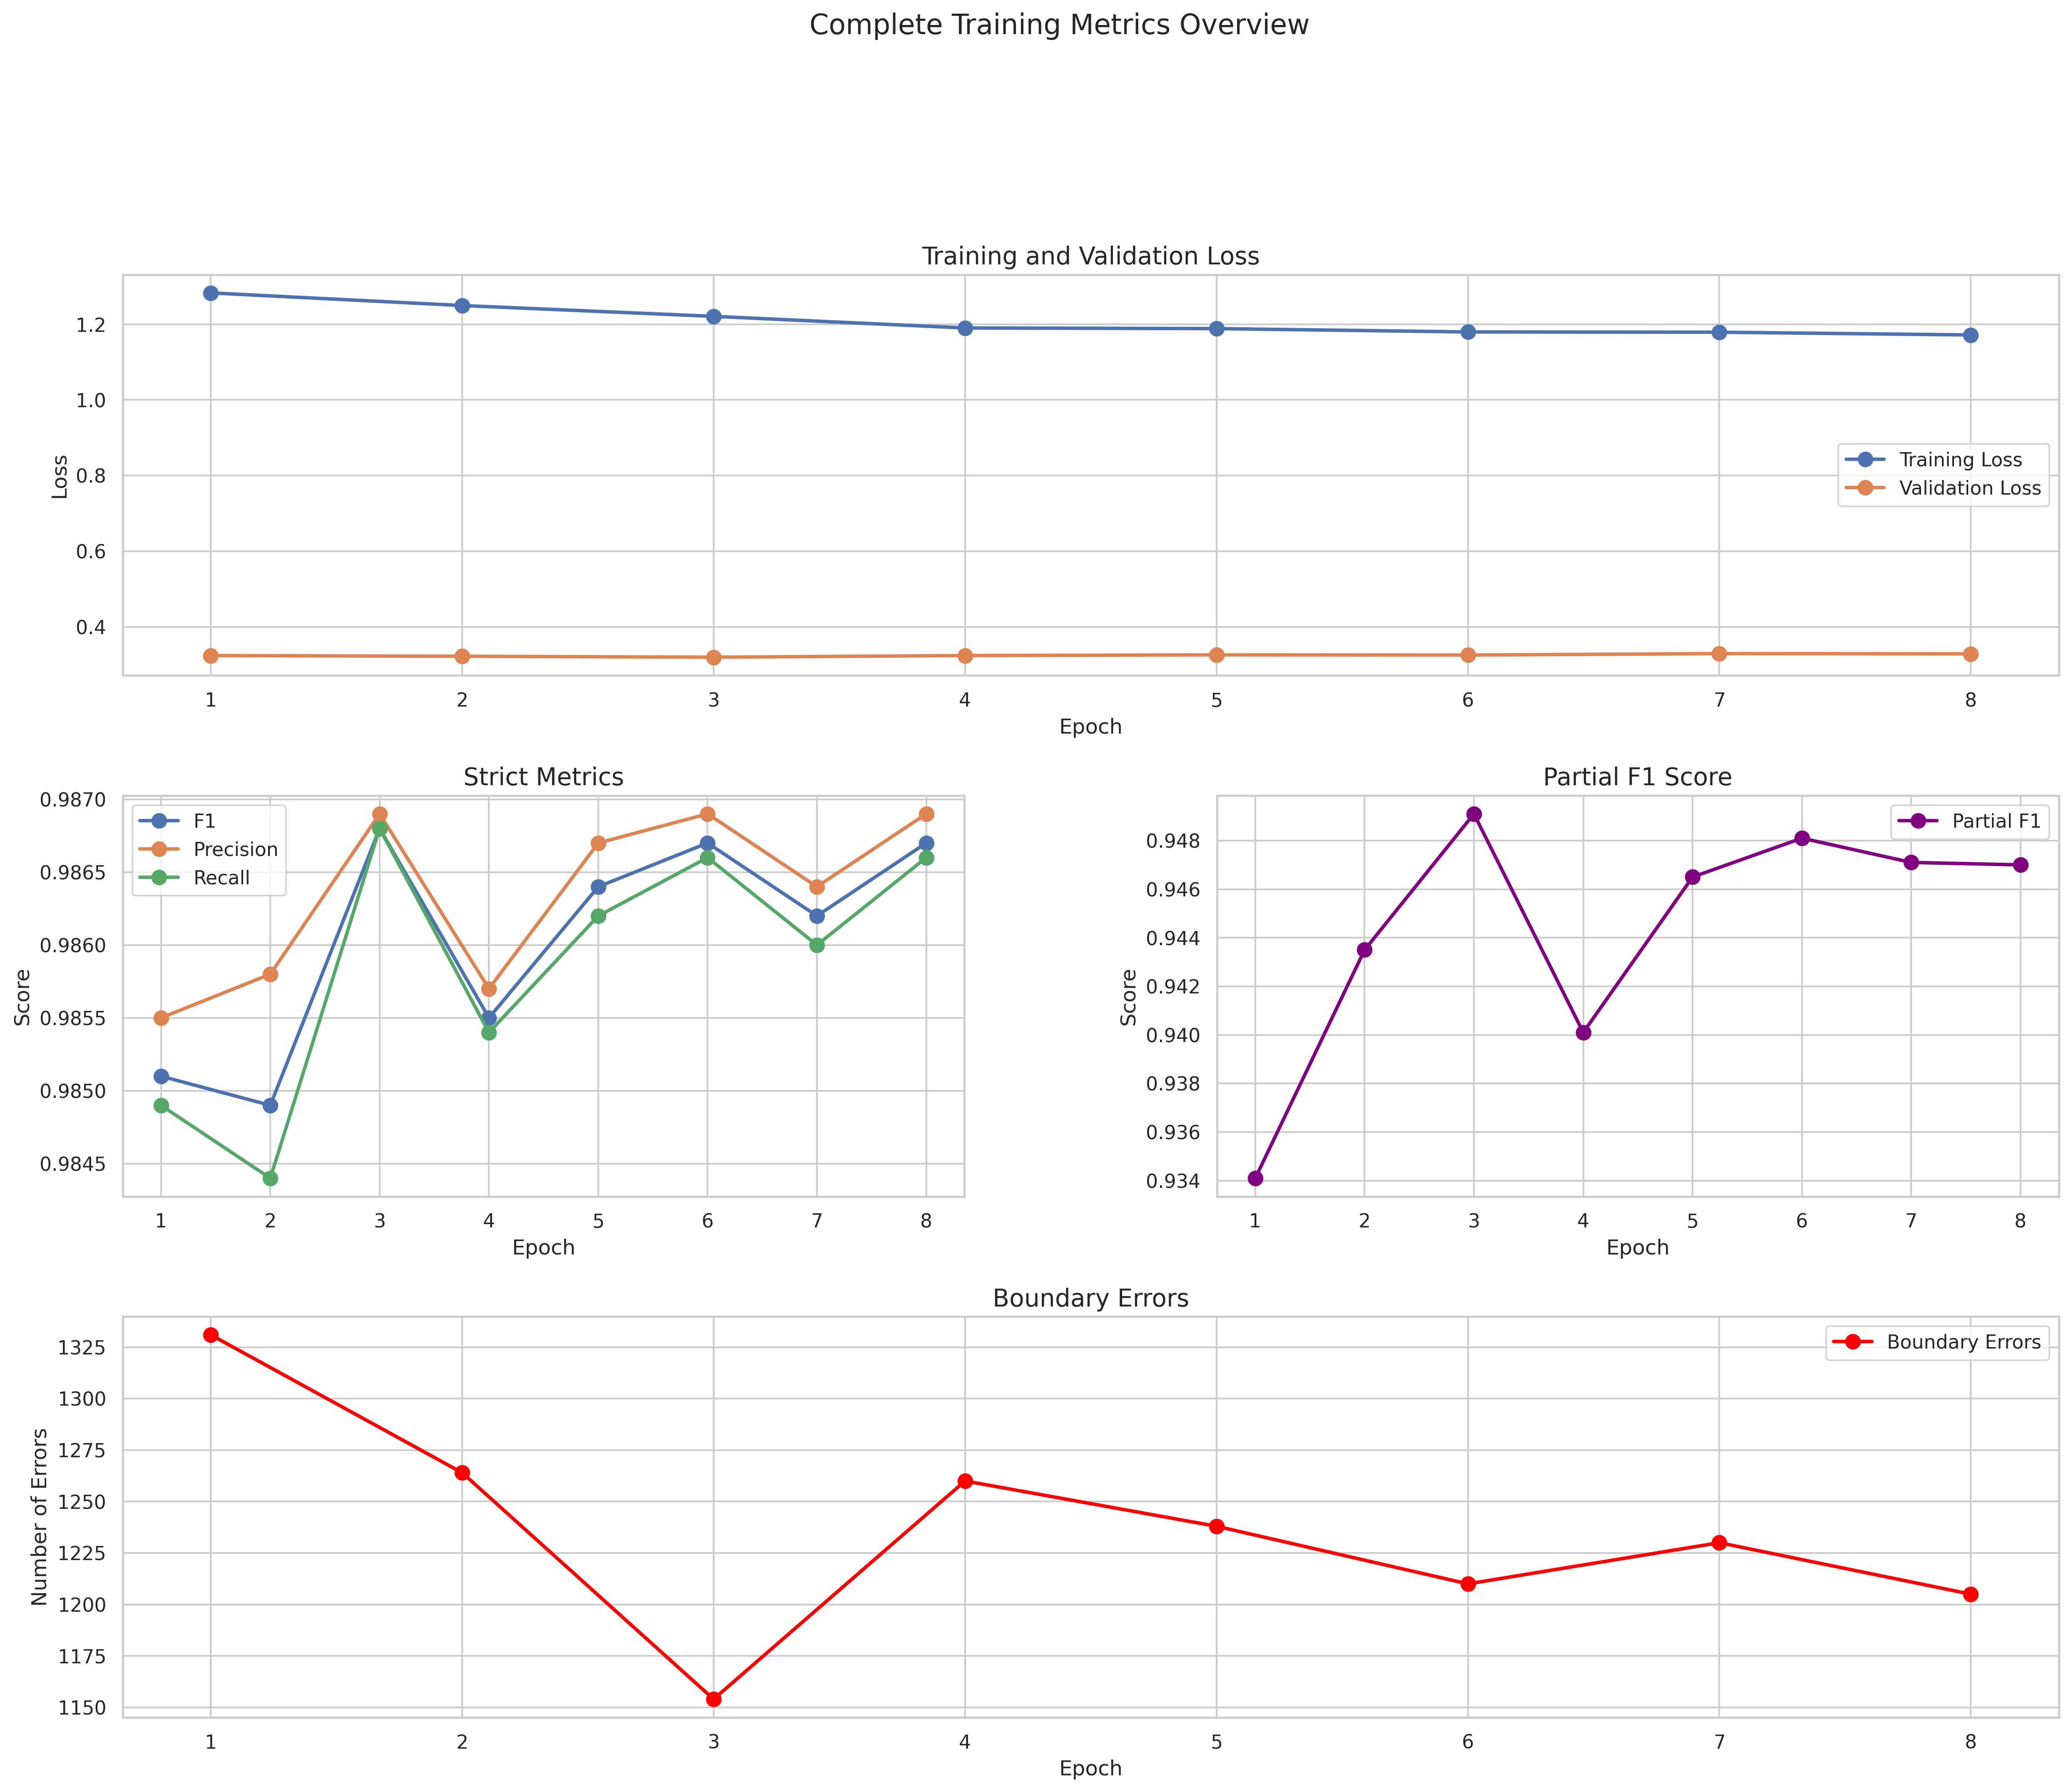 Complete Training Metrics Overview
Training and Validation Loss
Loss
1.2
1.0
0.8
0.6
0.4
Training Loss
Validation Loss
1 2 3 4 5 6 7 8
Epoch
Strict Metrics
Score
0.9870
0.9865
0.9860
0.9855
0.9850
0.9845
F1
Precision
Recall
1 2 3 4 5 6 7 8
Epoch
Partial F1 Score
Score
0.948
0.946
0.944
0.942
0.940
0.938
0.936
0.934
Partial F1
1 2 3 4 5 6 7 8
Epoch
Boundary Errors
Number of Errors
1325
1300
1275
1250
1225
1200
1175
1150
Boundary Errors
1 2 3 4 5 6 7 8
Epoch